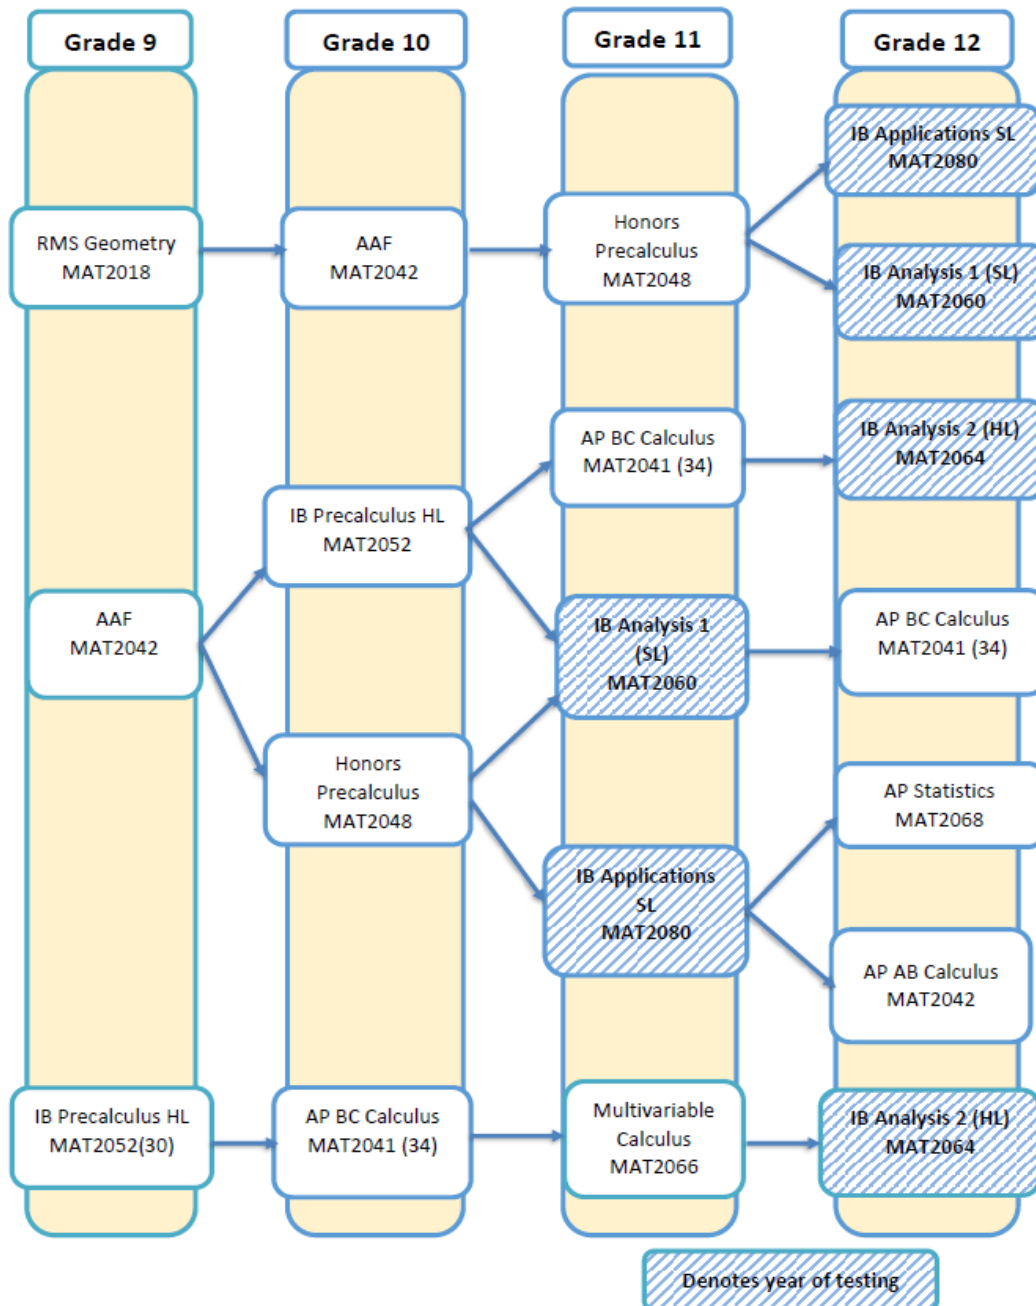 Grade 9
Grade 10
Grade 11
Grade 12
RMS Geometry
MAT2018
AAF
MAT2042
Honors
Precalculus
MAT2048
IB Applications SL
MAT2080
IB Analysis 1 (SL)
MAT2060
AP BC Calculus
MAT2041 (34)
IB Analysis 2 (HL)
MAT2064
IB Precalculus HL
MAT2052
AAF
MAT2042
IB Analysis 1
(SL)
MAT2060
AP BC Calculus
MAT2041 (34)
Honors
Precalculus
MAT2048
AP Statistics
MAT2068
IB Applications
SL
MAT2080
AP AB Calculus
MAT2042
IB Precalculus HL
MAT2052(30)
AP BC Calculus
MAT2041 (34)
Multivariable
Calculus
MAT2066
IB Analysis 2 (HL)
MAT2064
Denotes year of testing